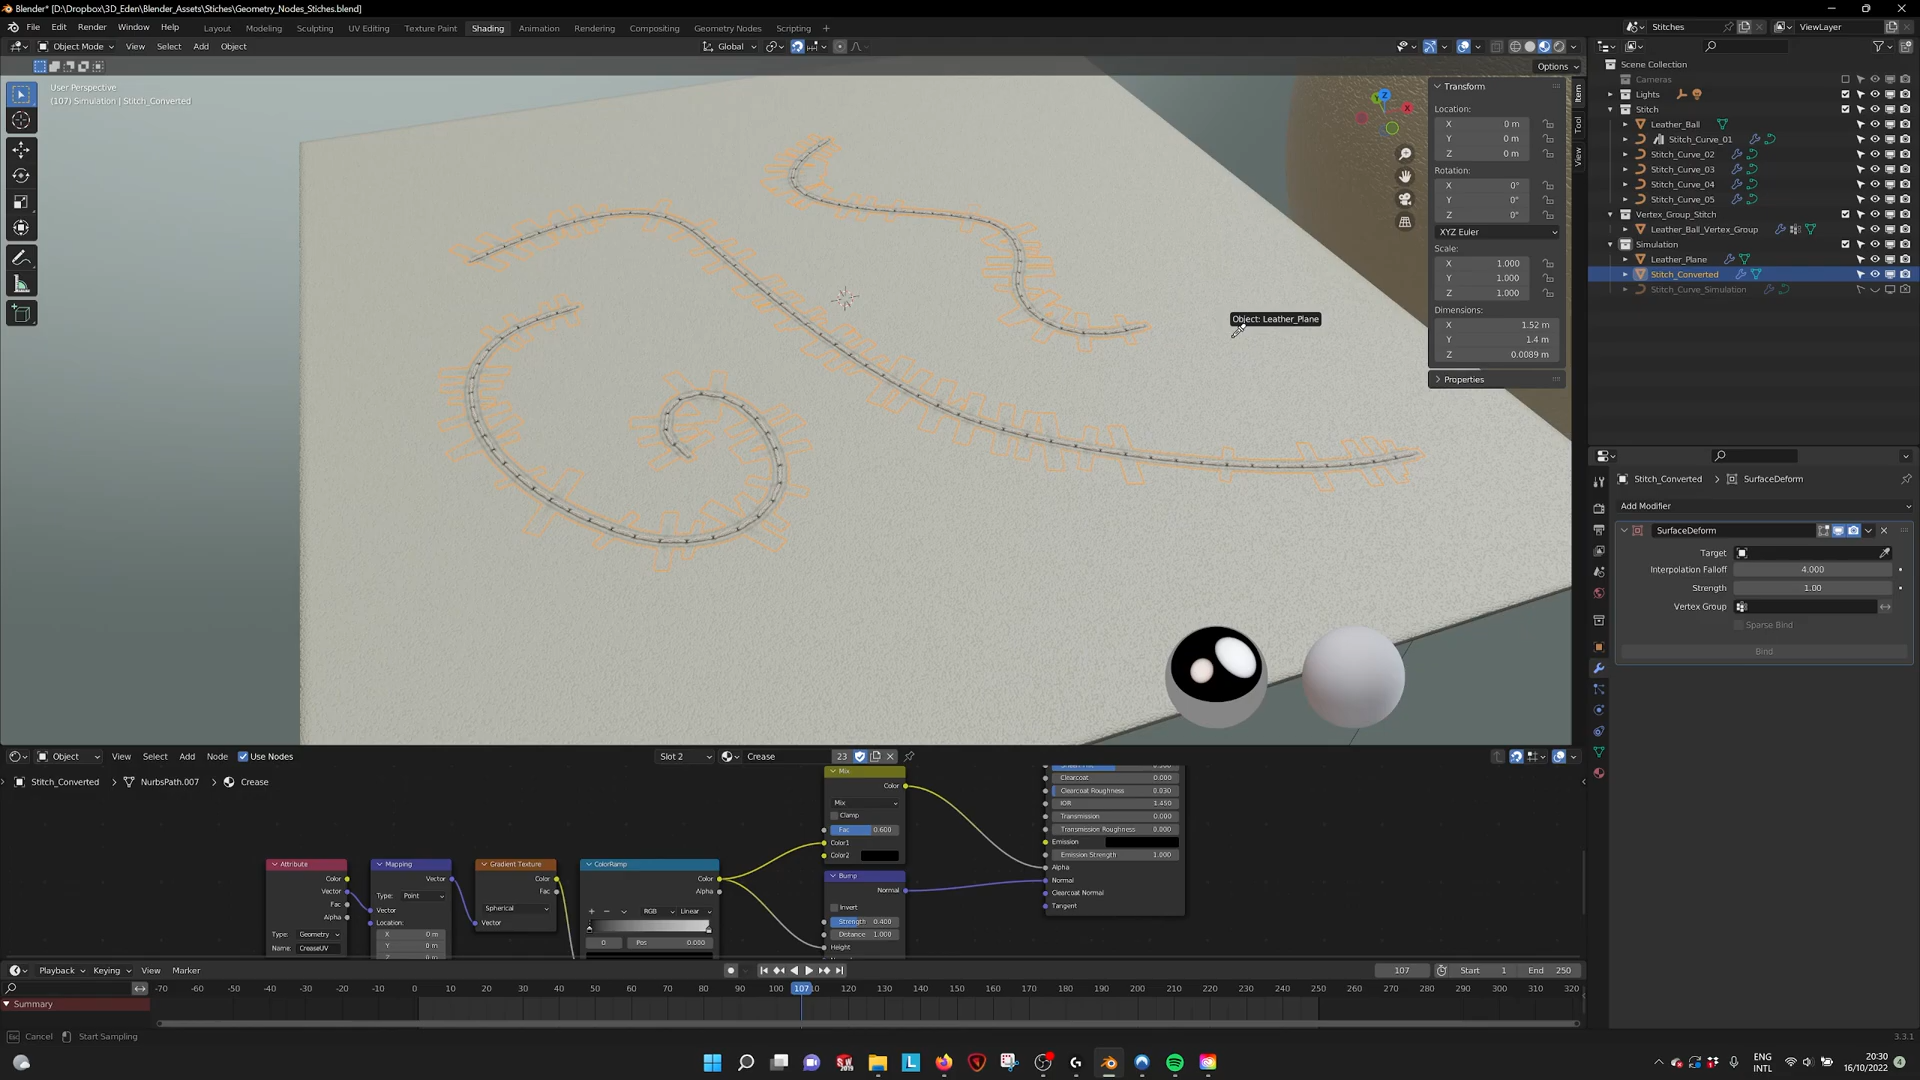 Blender* [D:\Dropbox\3D_Eden\Blender_Assets\Stiches\Geometry_Nodes_Stiches.blend]
File Edit Render Window Help Layout Modeling Sculpting UV Editing Texture Paint Shading Animation Rendering Compositing Geometry Nodes Scripting + Stitches ViewLayer
Object Mode View Select Add Object Global
Options
User Perspective
(107) Simulation | Stitch_Converted
Object: Leather_Plane
Transform
Location:
X 0 m
Y 0 m
Z 0 m
Rotation:
X 0°
Y 0°
Z 0°
XYZ Euler
Scale:
X 1.000
Y 1.000
Z 1.000
Dimensions:
X 1.52 m
Y 1.4 m
Z 0.0089 m
Properties
Item
Tool
View
Z
X
Y
Scene Collection
Cameras
Lights
Stitch
Leather_Ball
Stitch_Curve_01
Stitch_Curve_02
Stitch_Curve_03
Stitch_Curve_04
Stitch_Curve_05
Vertex_Group_Stitch
Leather_Ball_Vertex_Group
Simulation
Leather_Plane
Stitch_Converted
Stitch_Curve_Simulation
Stitch_Converted > SurfaceDeform
Add Modifier
SurfaceDeform
Target
Interpolation Falloff 4.000
Strength 1.00
Vertex Group
Sparse Bind
Bind
Object View Select Add Node Use Nodes Slot 2 Crease 23
Stitch_Converted > NurbsPath.007 > Crease
Attribute
Color
Vector
Fac
Alpha
Type: Geometry
Name: CreaseUV
Mapping
Vector
Type: Point
Vector
Location:
X 0 m
Y 0 m
Gradient Texture
Color
Fac
Spherical
Vector
ColorRamp
Color
Alpha
+ − RGB Linear
0 Pos 0.000
Mix
Color
Mix
Clamp
Fac 0.600
Color1
Color2
Bump
Normal
Invert
Strength 0.400
Distance 1.000
Height
Clearcoat 0.000
Clearcoat Roughness 0.030
IOR 1.450
Transmission 0.000
Transmission Roughness 0.000
Emission
Emission Strength 1.000
Alpha
Normal
Clearcoat Normal
Tangent
Playback Keying View Marker 107 Start 1 End 250
-70 -60 -50 -40 -30 -20 -10 0 10 20 30 40 50 60 70 80 90 100 107 110 120 130 140 150 160 170 180 190 200 210 220 230 240 250 260 270 280 290 300 310 320
Summary
Cancel Start Sampling 3.3.1
ENG
INTL
20:30
16/10/2022
4